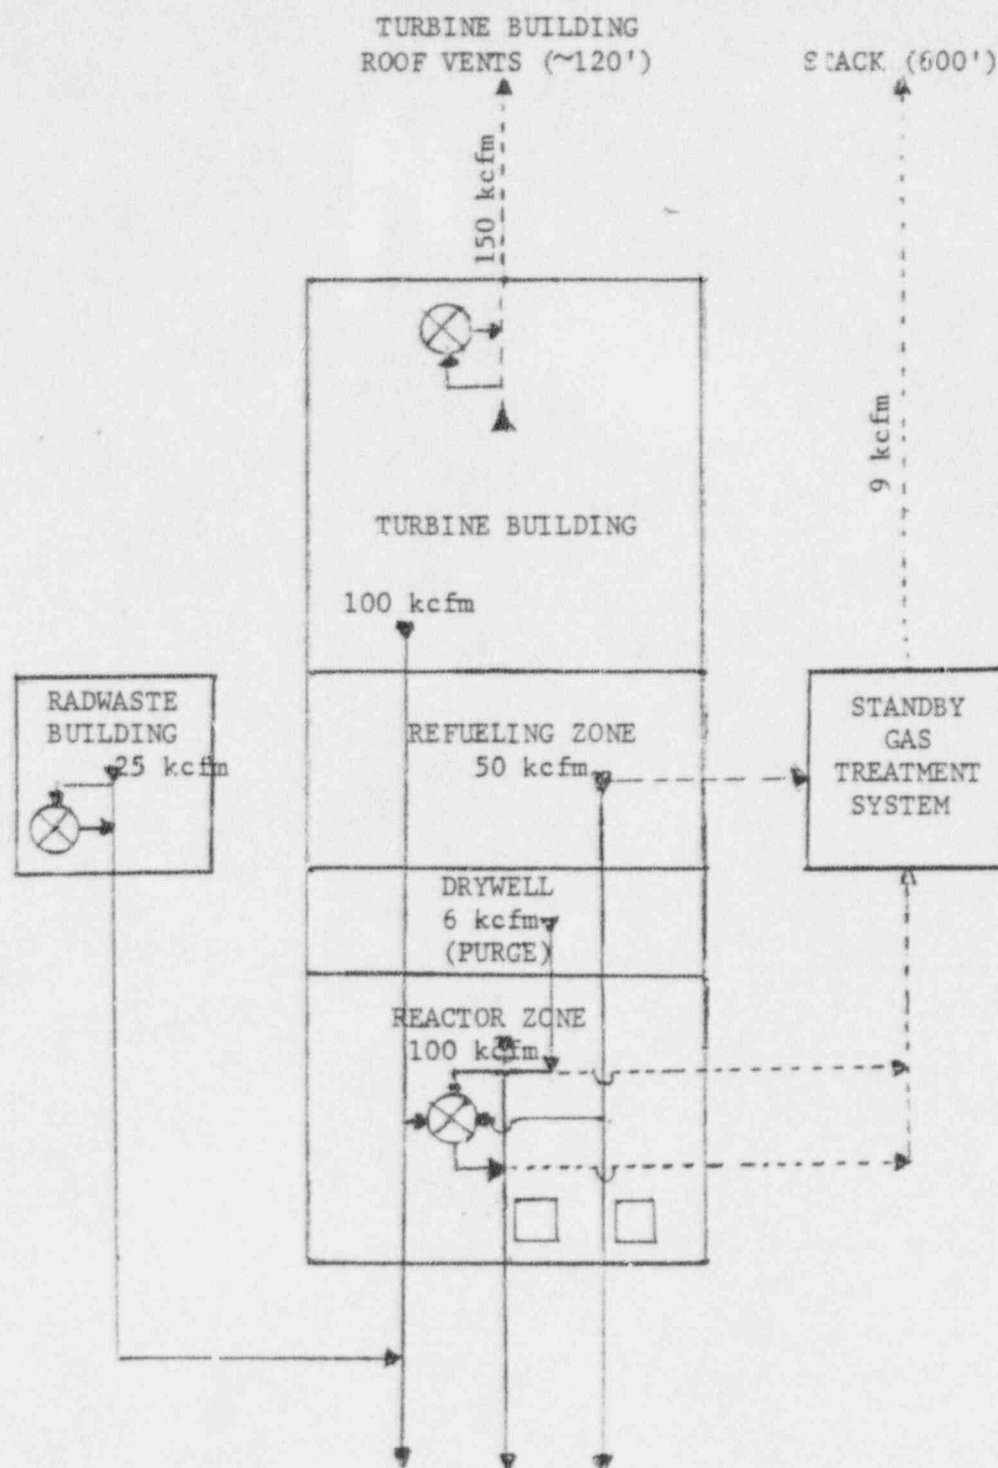 TURBINE BUILDING
ROOF VENTS (~120')
STACK (600')
150 kcfm
9 kcfm
TURBINE BUILDING
100 kcfm
RADWASTE
BUILDING
25 kcfm
REFUELING ZONE
50 kcfm
STANDBY
GAS
TREATMENT
SYSTEM
DRYWELL
6 kcfm
(PURGE)
REACTOR ZONE
100 kcfm